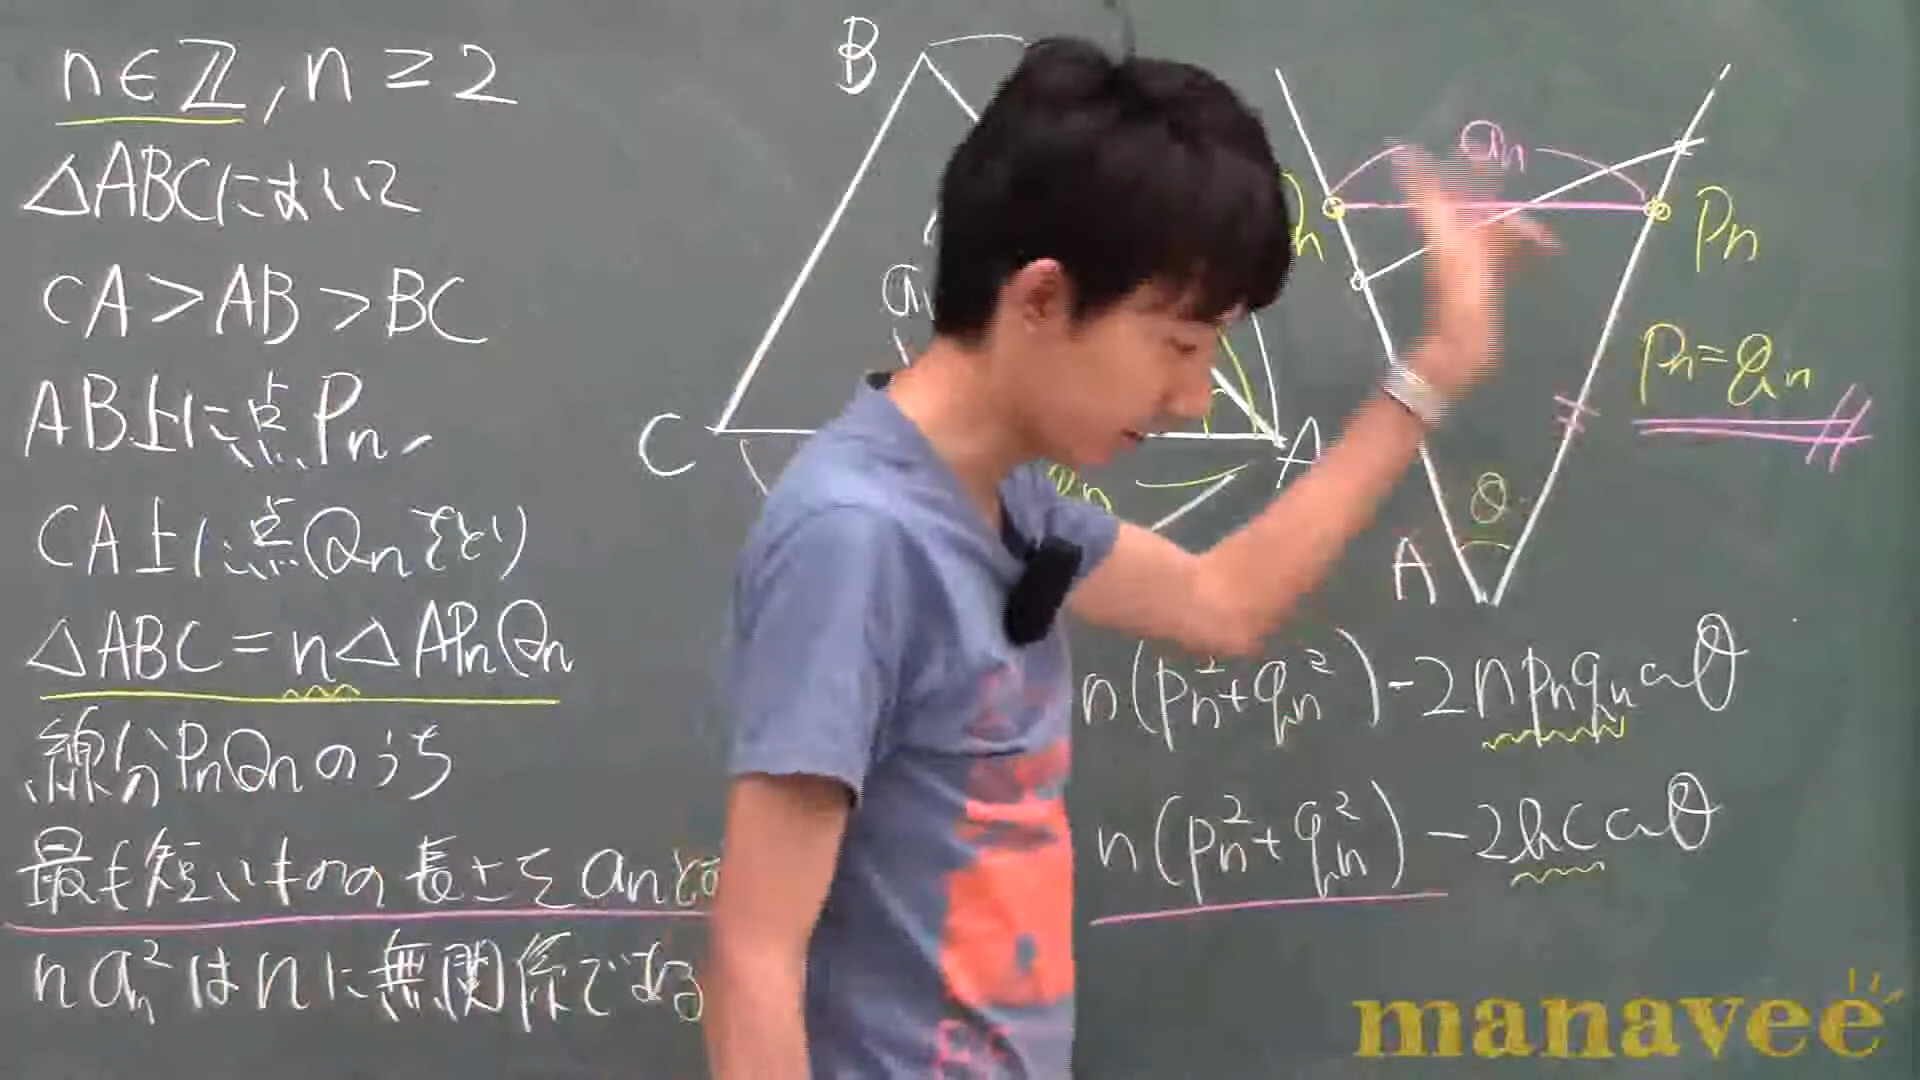 n∈ℤ, n≧2
△ABCにおいて
CA>AB>BC
AB上に点Pn、
CA上に点Qnをとり
△ABC=n△APnQn
線分PnQnのうち
最も短いものの長さをanとす
nan²はnに無関係である
B
C
A
an
Pn
Pn=qn
θ
A
n(pn²+qn²)-2npnqncosθ
n(pn²+qn²)-2bccosθ
manavee